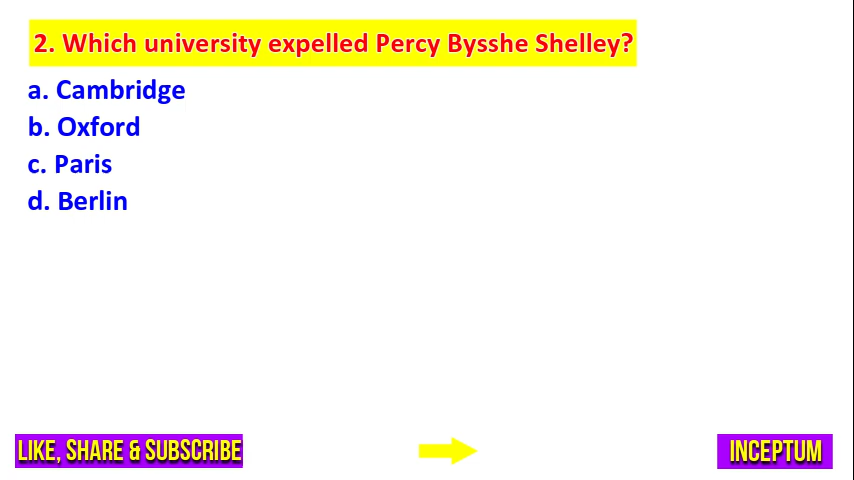 2. Which university expelled Percy Bysshe Shelley?
a. Cambridge
b. Oxford
c. Paris
d. Berlin
LIKE, SHARE & SUBSCRIBE
INCEPTUM